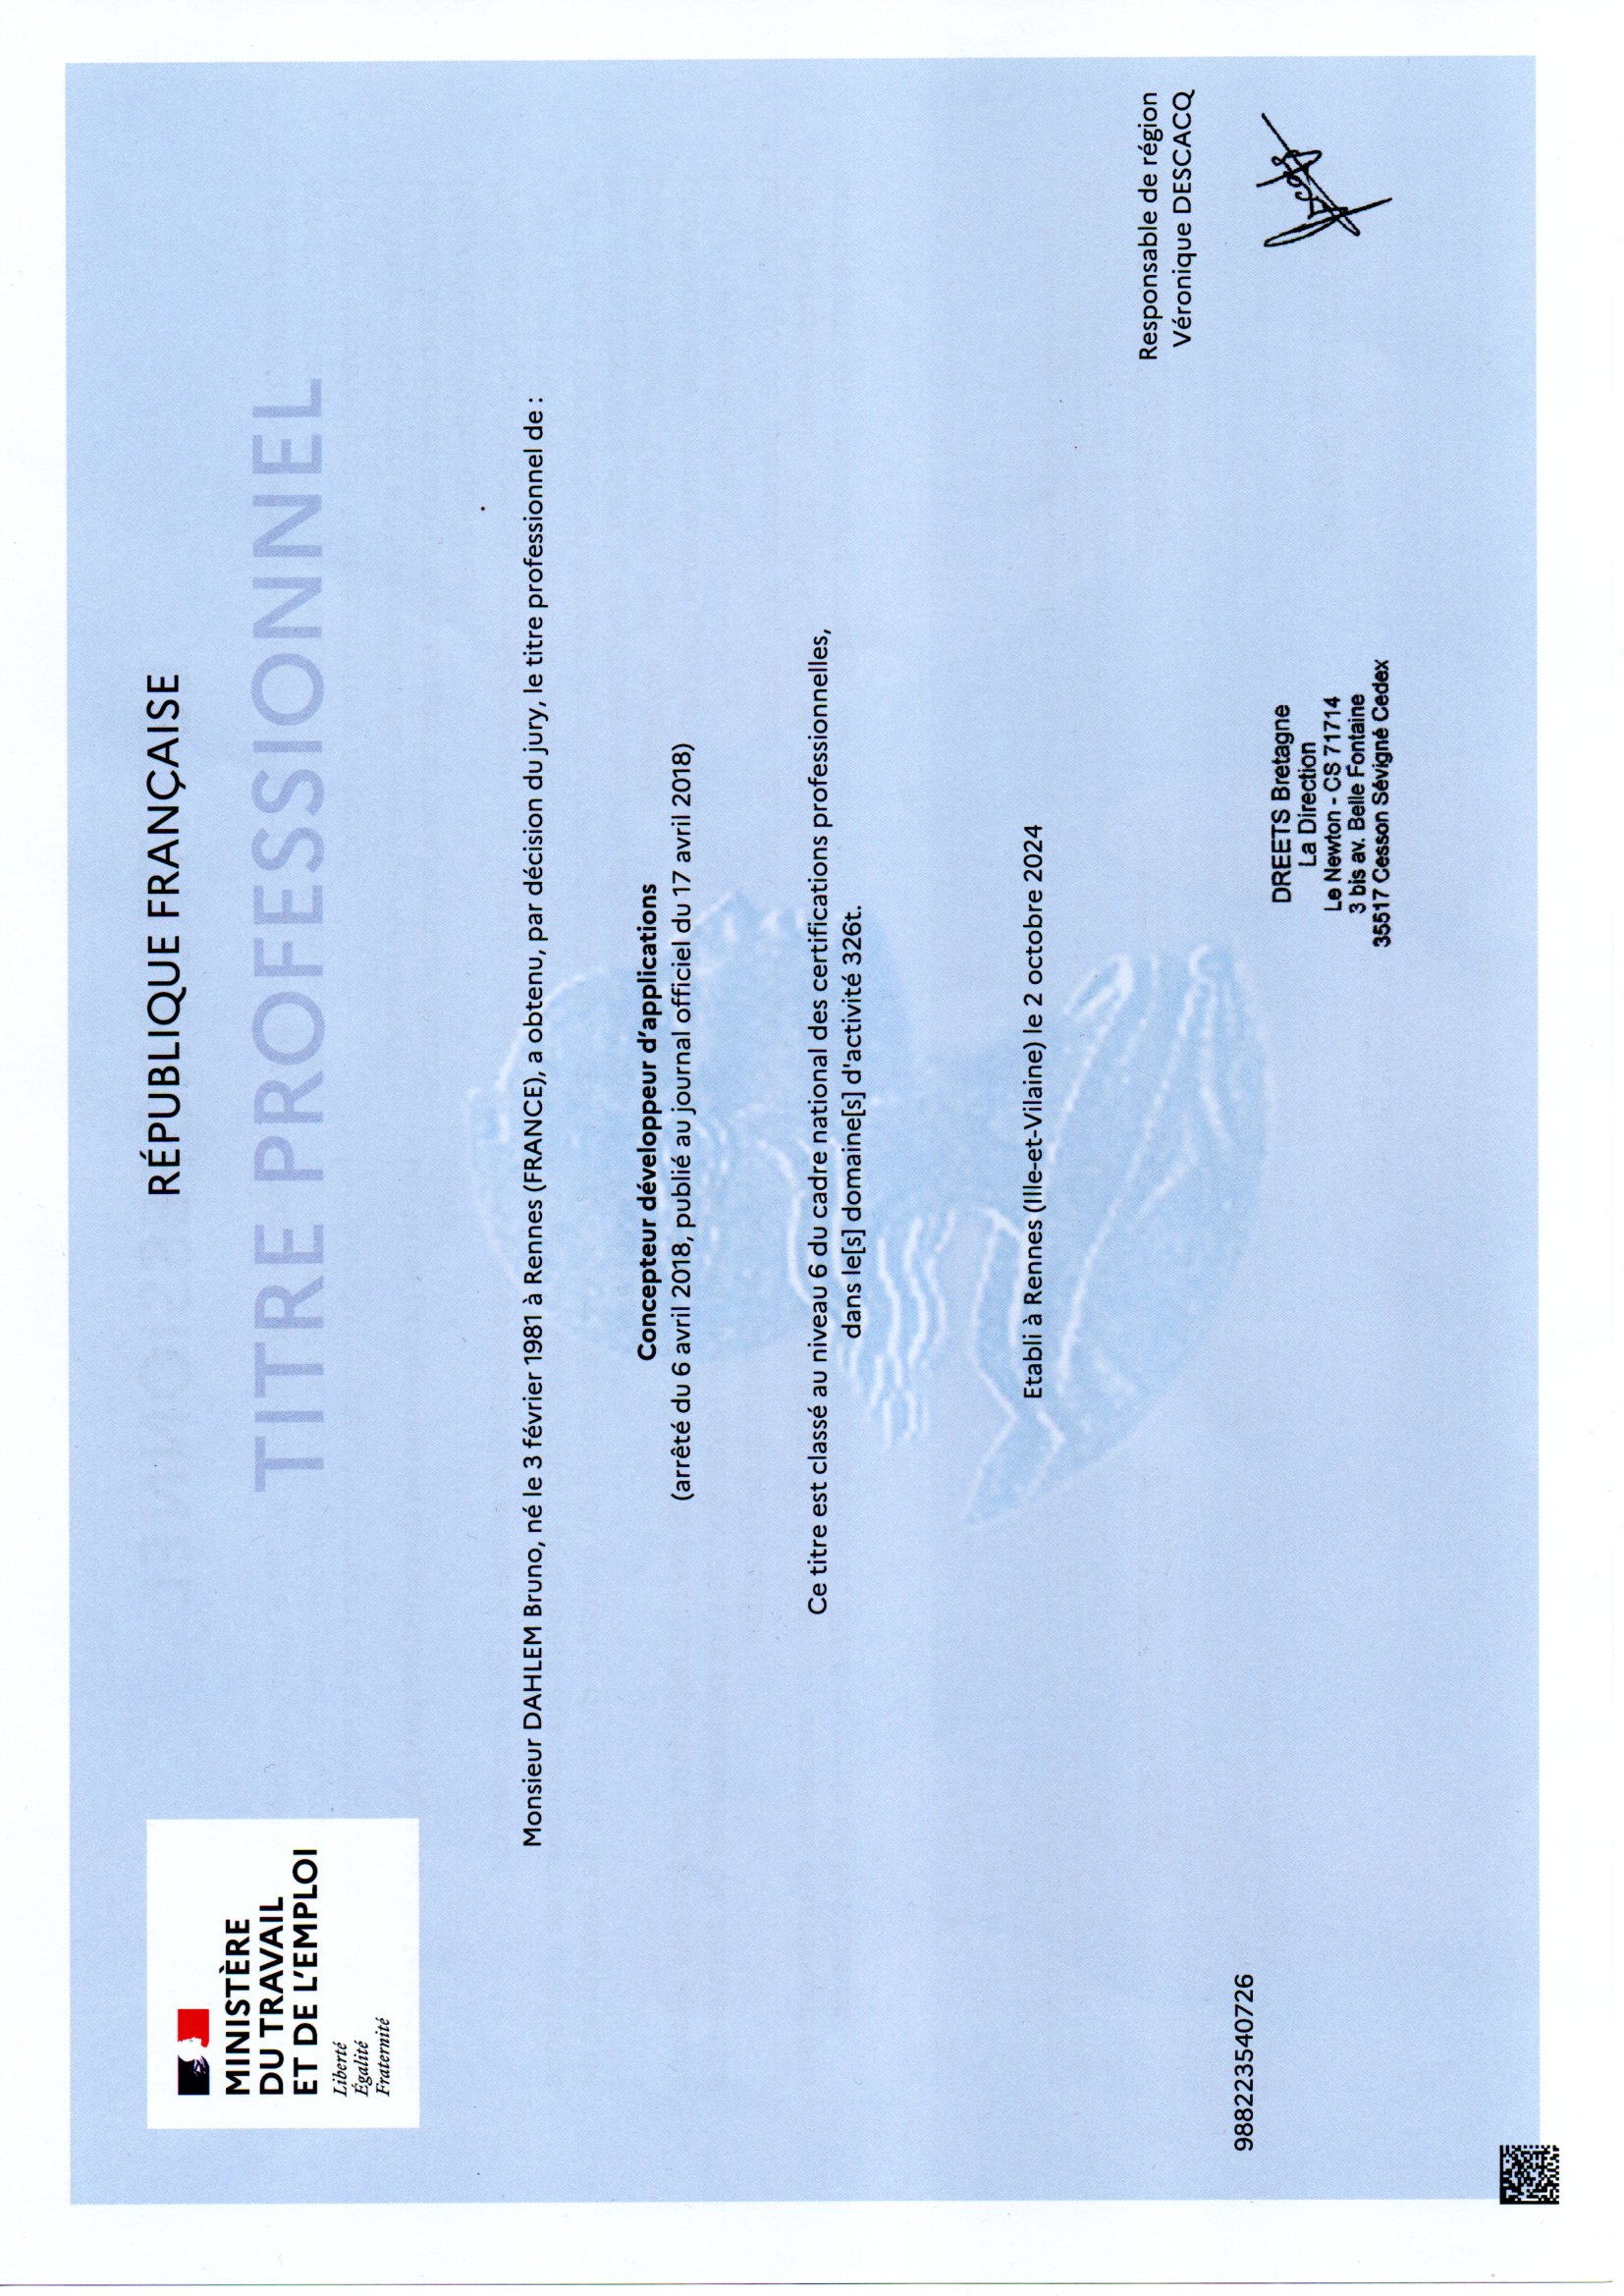 RÉPUBLIQUE FRANÇAISE
TITRE PROFESSIONNEL
MINISTÈRE
DU TRAVAIL
ET DE L'EMPLOI
Liberté
Égalité
Fraternité
Monsieur DAHLEM Bruno, né le 3 février 1981 à Rennes (FRANCE), a obtenu, par décision du jury, le titre professionnel de :
Concepteur développeur d'applications
(arrêté du 6 avril 2018, publié au journal officiel du 17 avril 2018)
Ce titre est classé au niveau 6 du cadre national des certifications professionnelles,
dans le[s] domaine[s] d'activité 326t.
Etabli à Rennes (Ille-et-Vilaine) le 2 octobre 2024
Responsable de région
Véronique DESCACQ
988223540726
DREETS Bretagne
La Direction
Le Newton - CS 71714
3 bis av. Belle Fontaine
35517 Cesson Sévigné Cedex